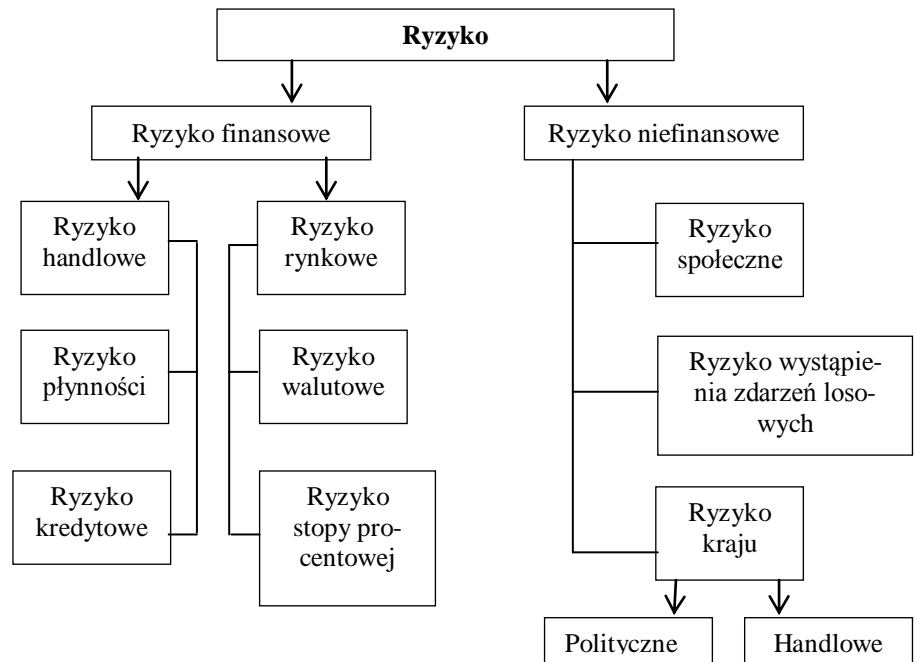 Ryzyko
Ryzyko finansowe
Ryzyko niefinansowe
Ryzyko
handlowe
Ryzyko
rynkowe
Ryzyko
społeczne
Ryzyko
płynności
Ryzyko
walutowe
Ryzyko wystąpie-
nia zdarzeń loso-
wych
Ryzyko
kredytowe
Ryzyko
stopy pro-
centowej
Ryzyko
kraju
Polityczne
Handlowe